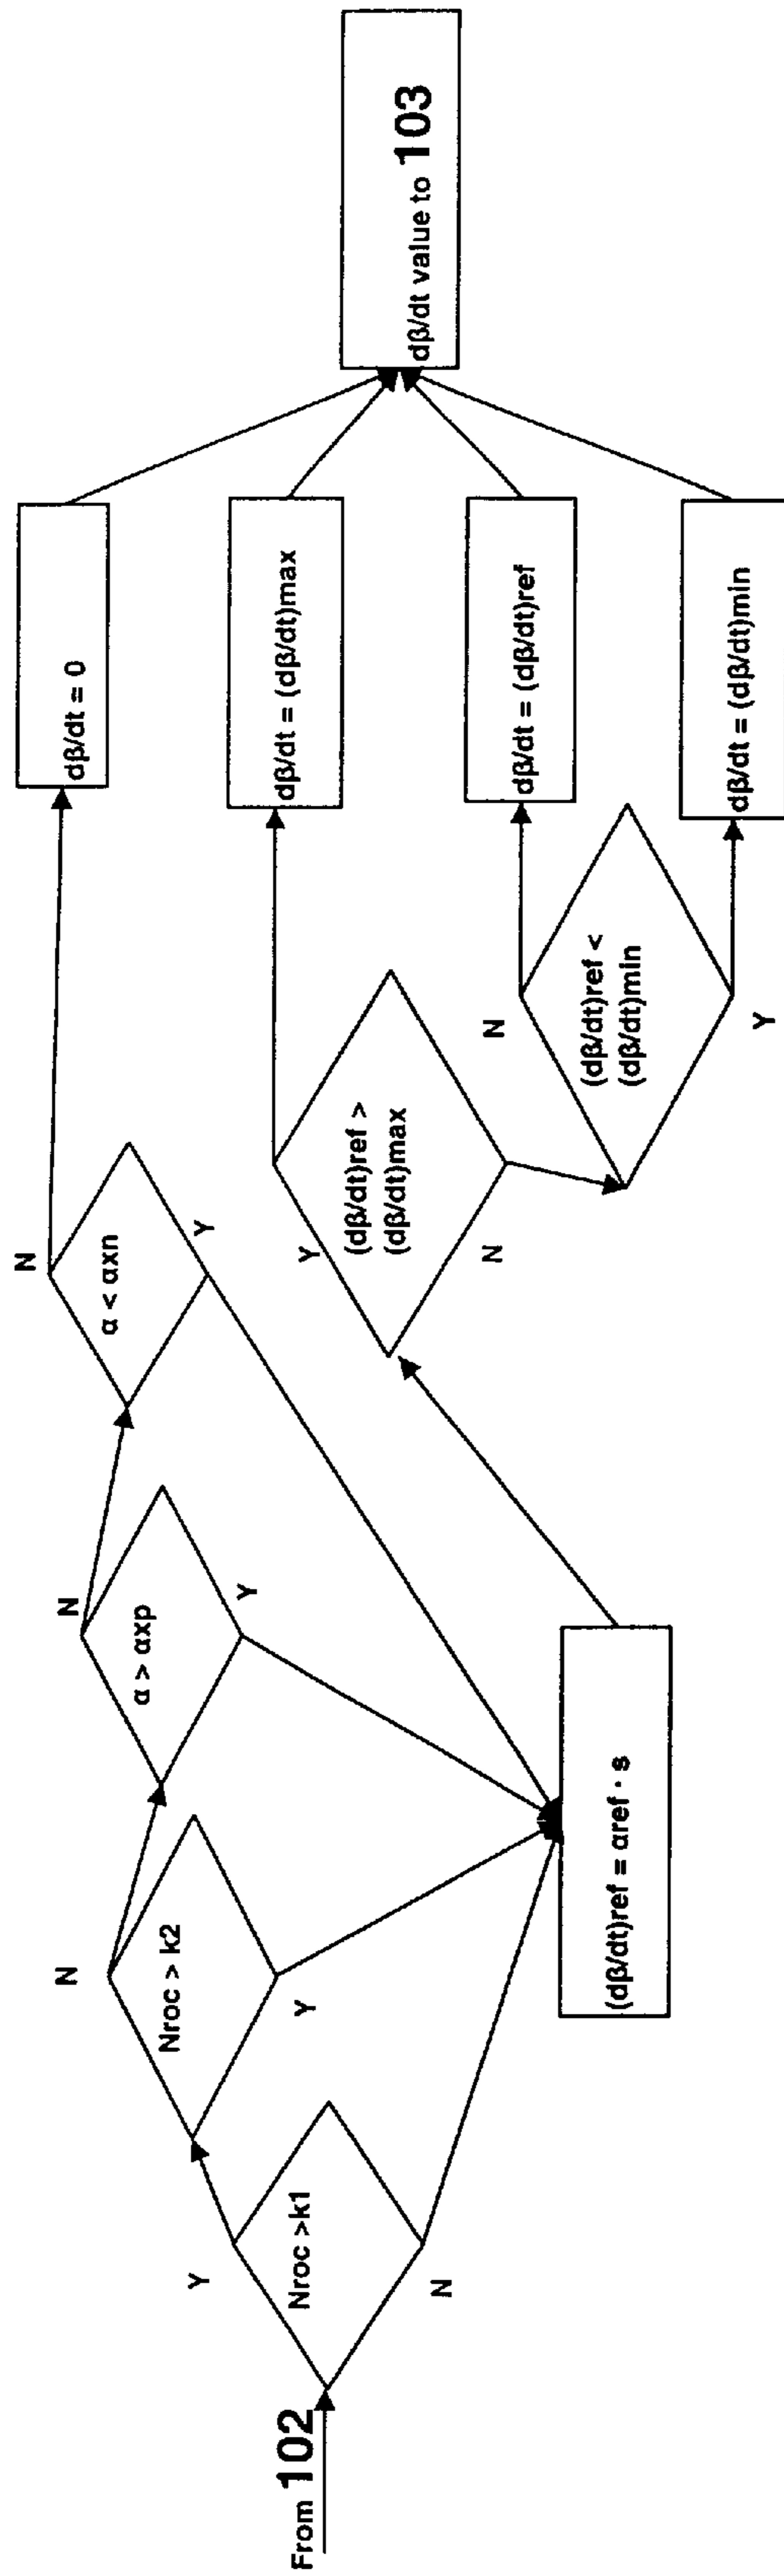 From 102
Nroc >k1
Y
N
Nroc > k2
N
Y
α > αxp
N
Y
α < αxn
N
Y
(dβ/dt)ref = αref · s
(dβ/dt)ref >
(dβ/dt)max
Y
N
(dβ/dt)ref <
(dβ/dt)min
N
Y
dβ/dt = 0
dβ/dt = (dβ/dt)max
dβ/dt = (dβ/dt)ref
dβ/dt = (dβ/dt)min
dβ/dt value to 103